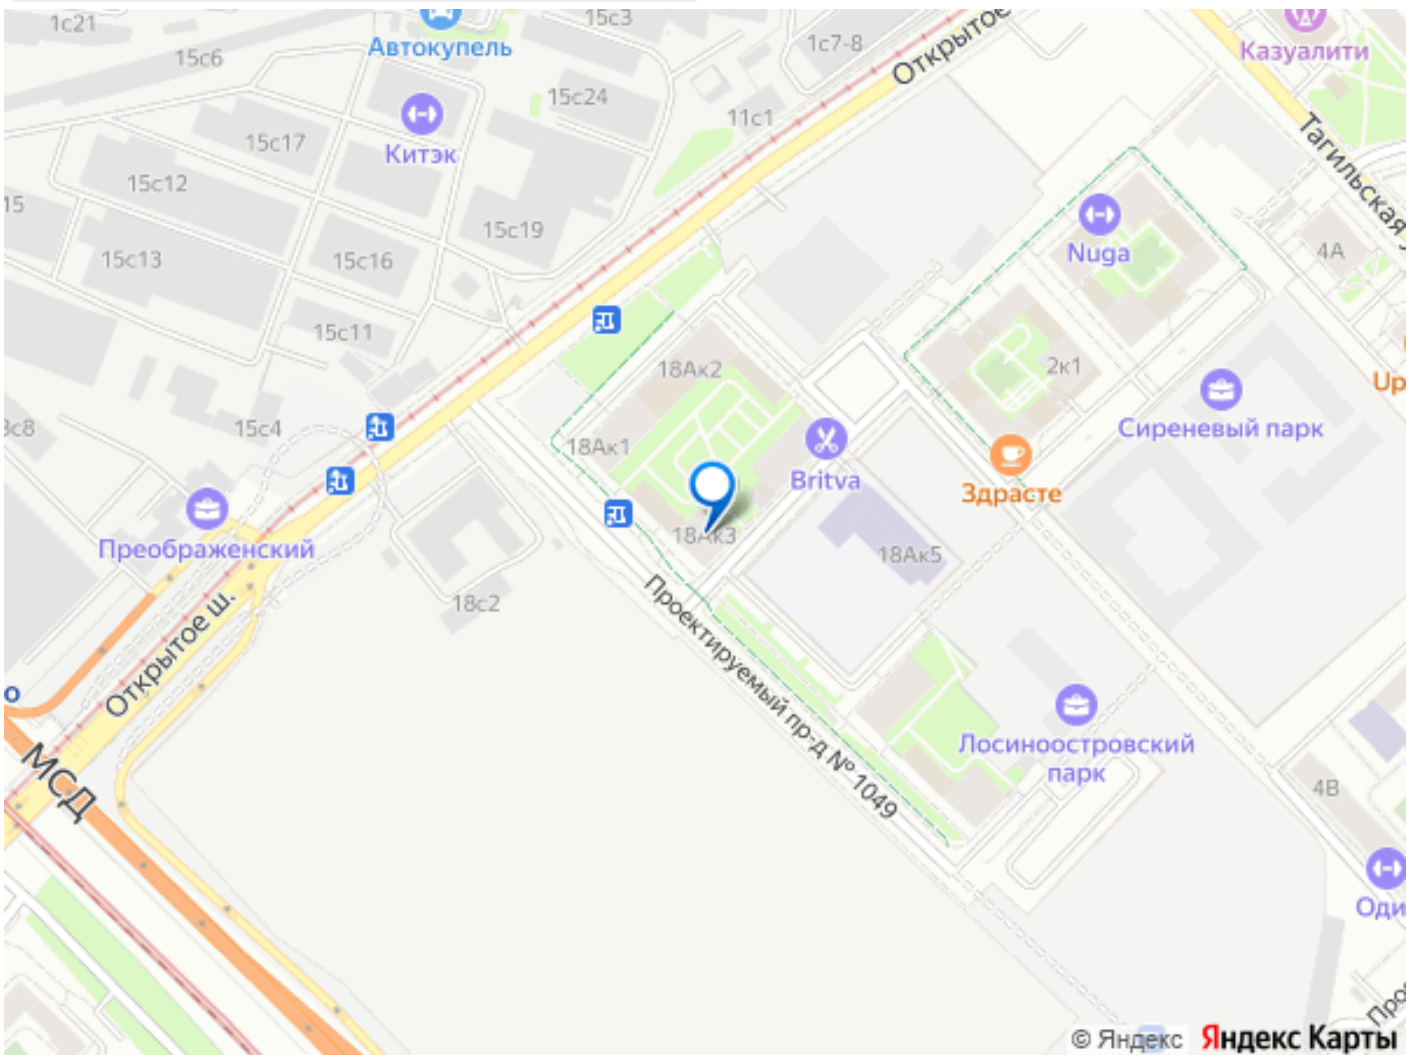 1с21
15с3
Автокупель
15с6
1с7-8
Открытое
Казуалити
15с24
11с1
Китэк
15с17
Тагильская
15с12
15
15с19
15с13
15с16
Nuga
4А
15с11
18Ак2
2к1
Up
Сиреневый парк
15с4
18Ак1
Britva
Здрасте
Преображенский
18Ак3
18Ак5
18с2
Открытое ш.
Проектируемый пр-д № 1049
о
МСД
Лосиноостровский
парк
4В
Оди
Про
© Яндекс Яндекс Карты